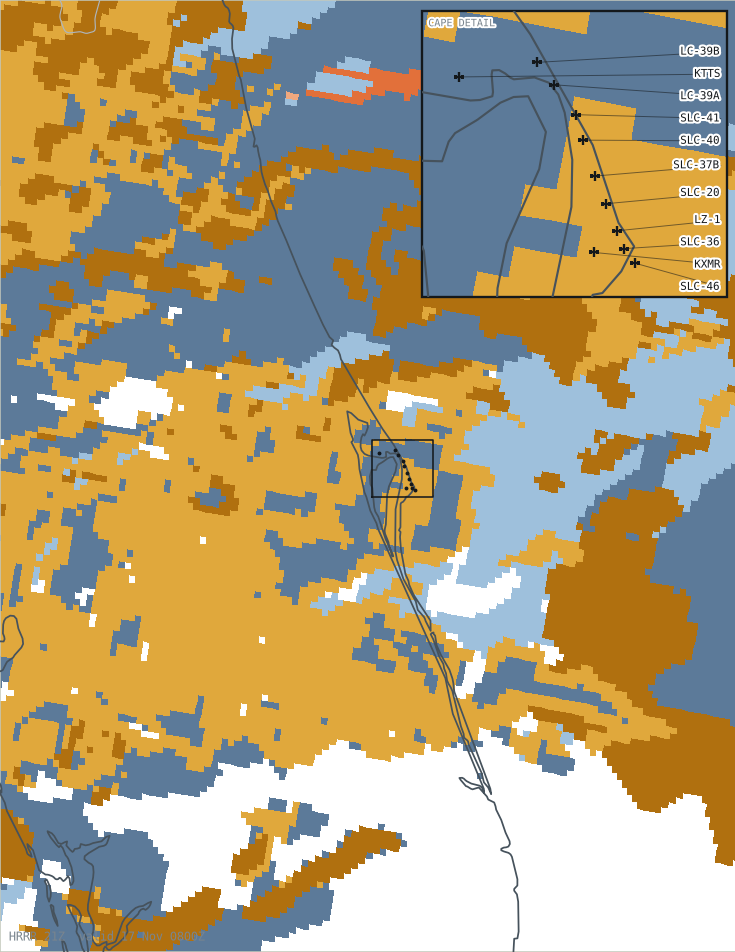 CAPE DETAIL
LC-39B
KTTS
LC-39A
SLC-41
SLC-40
SLC-37B
SLC-20
LZ-1
SLC-36
KXMR
SLC-46
HRRR